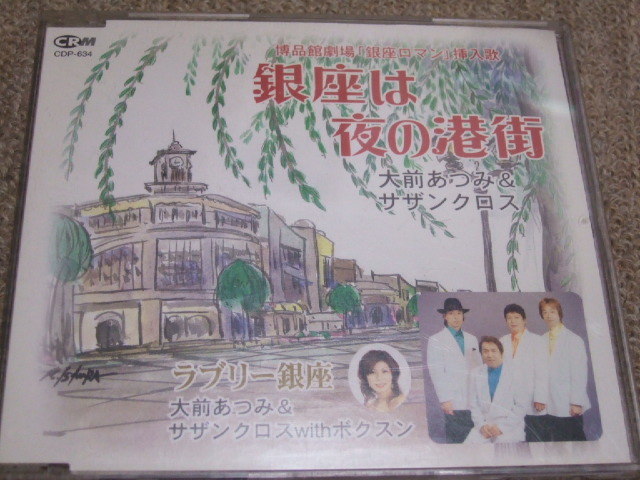 CRM
CDP-634
博品館劇場「銀座ロマン」挿入歌
銀座は
夜の港街
大前あつみ&
サザンクロス
ラブリー銀座
大前あつみ&
サザンクロスwithボクスン